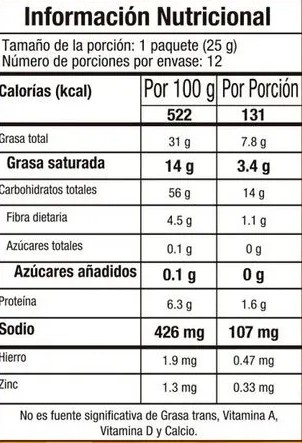 Información Nutricional
Tamaño de la porción: 1 paquete (25 g)
Número de porciones por envase: 12
Calorías (kcal) Por 100 g Por Porción
522 131
Grasa total 31 g 7.8 g
Grasa saturada 14 g 3.4 g
Carbohidratos totales 56 g 14 g
Fibra dietaria 4.5 g 1.1 g
Azúcares totales 0.1 g 0 g
Azúcares añadidos 0.1 g 0 g
Proteína 6.3 g 1.6 g
Sodio 426 mg 107 mg
Hierro 1.9 mg 0.47 mg
Zinc 1.3 mg 0.33 mg
No es fuente significativa de Grasa trans, Vitamina A,
Vitamina D y Calcio.